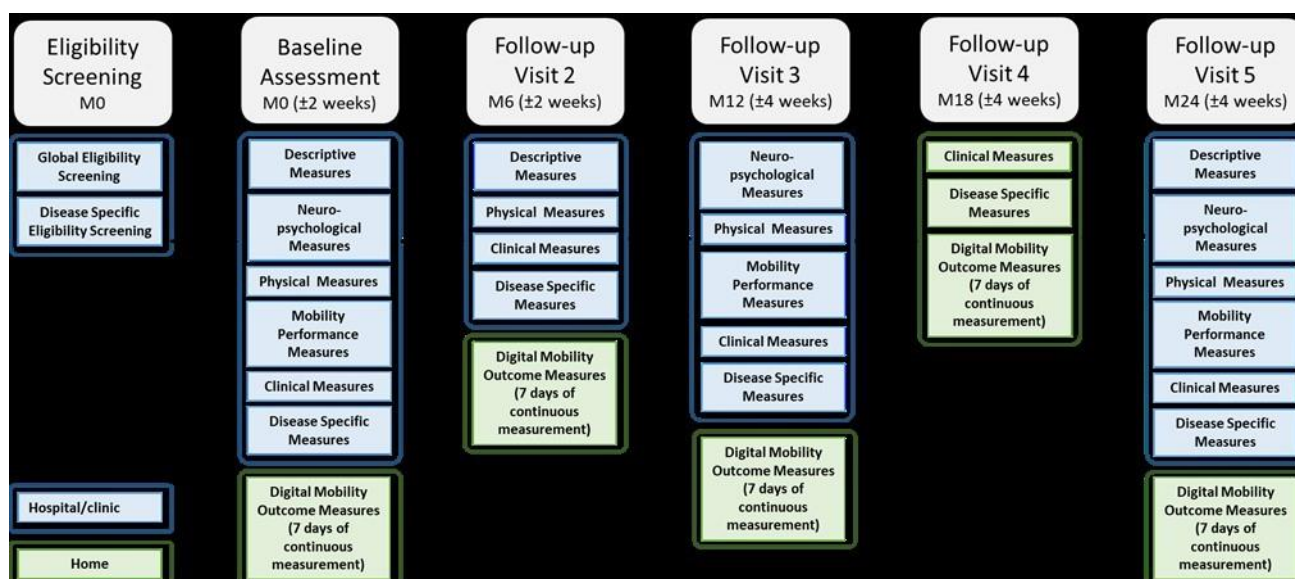 Eligibility
Screening
M0
Global Eligibility
Screening
Disease Specific
Eligibility Screening
Hospital/clinic
Home
Baseline
Assessment
M0 (±2 weeks)
Descriptive
Measures
Neuro-
psychological
Measures
Physical Measures
Mobility
Performance
Measures
Clinical Measures
Disease Specific
Measures
Digital Mobility
Outcome Measures
(7 days of
continuous
measurement)
Follow-up
Visit 2
M6 (±2 weeks)
Descriptive
Measures
Physical Measures
Clinical Measures
Disease Specific
Measures
Digital Mobility
Outcome Measures
(7 days of
continuous
measurement)
Follow-up
Visit 3
M12 (±4 weeks)
Neuro-
psychological
Measures
Physical Measures
Mobility
Performance
Measures
Clinical Measures
Disease Specific
Measures
Digital Mobility
Outcome Measures
(7 days of
continuous
measurement)
Follow-up
Visit 4
M18 (±4 weeks)
Clinical Measures
Disease Specific
Measures
Digital Mobility
Outcome Measures
(7 days of
continuous
measurement)
Follow-up
Visit 5
M24 (±4 weeks)
Descriptive
Measures
Neuro-
psychological
Measures
Physical Measures
Mobility
Performance
Measures
Clinical Measures
Disease Specific
Measures
Digital Mobility
Outcome Measures
(7 days of
continuous
measurement)